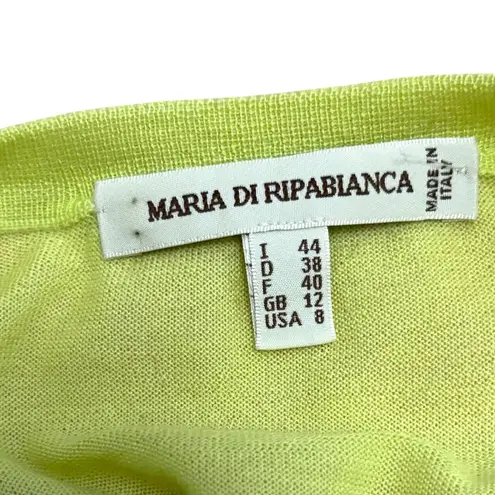 MARIA DI RIPABIANCA
MADE IN
ITALY
I 44
D 38
F 40
GB 12
USA 8